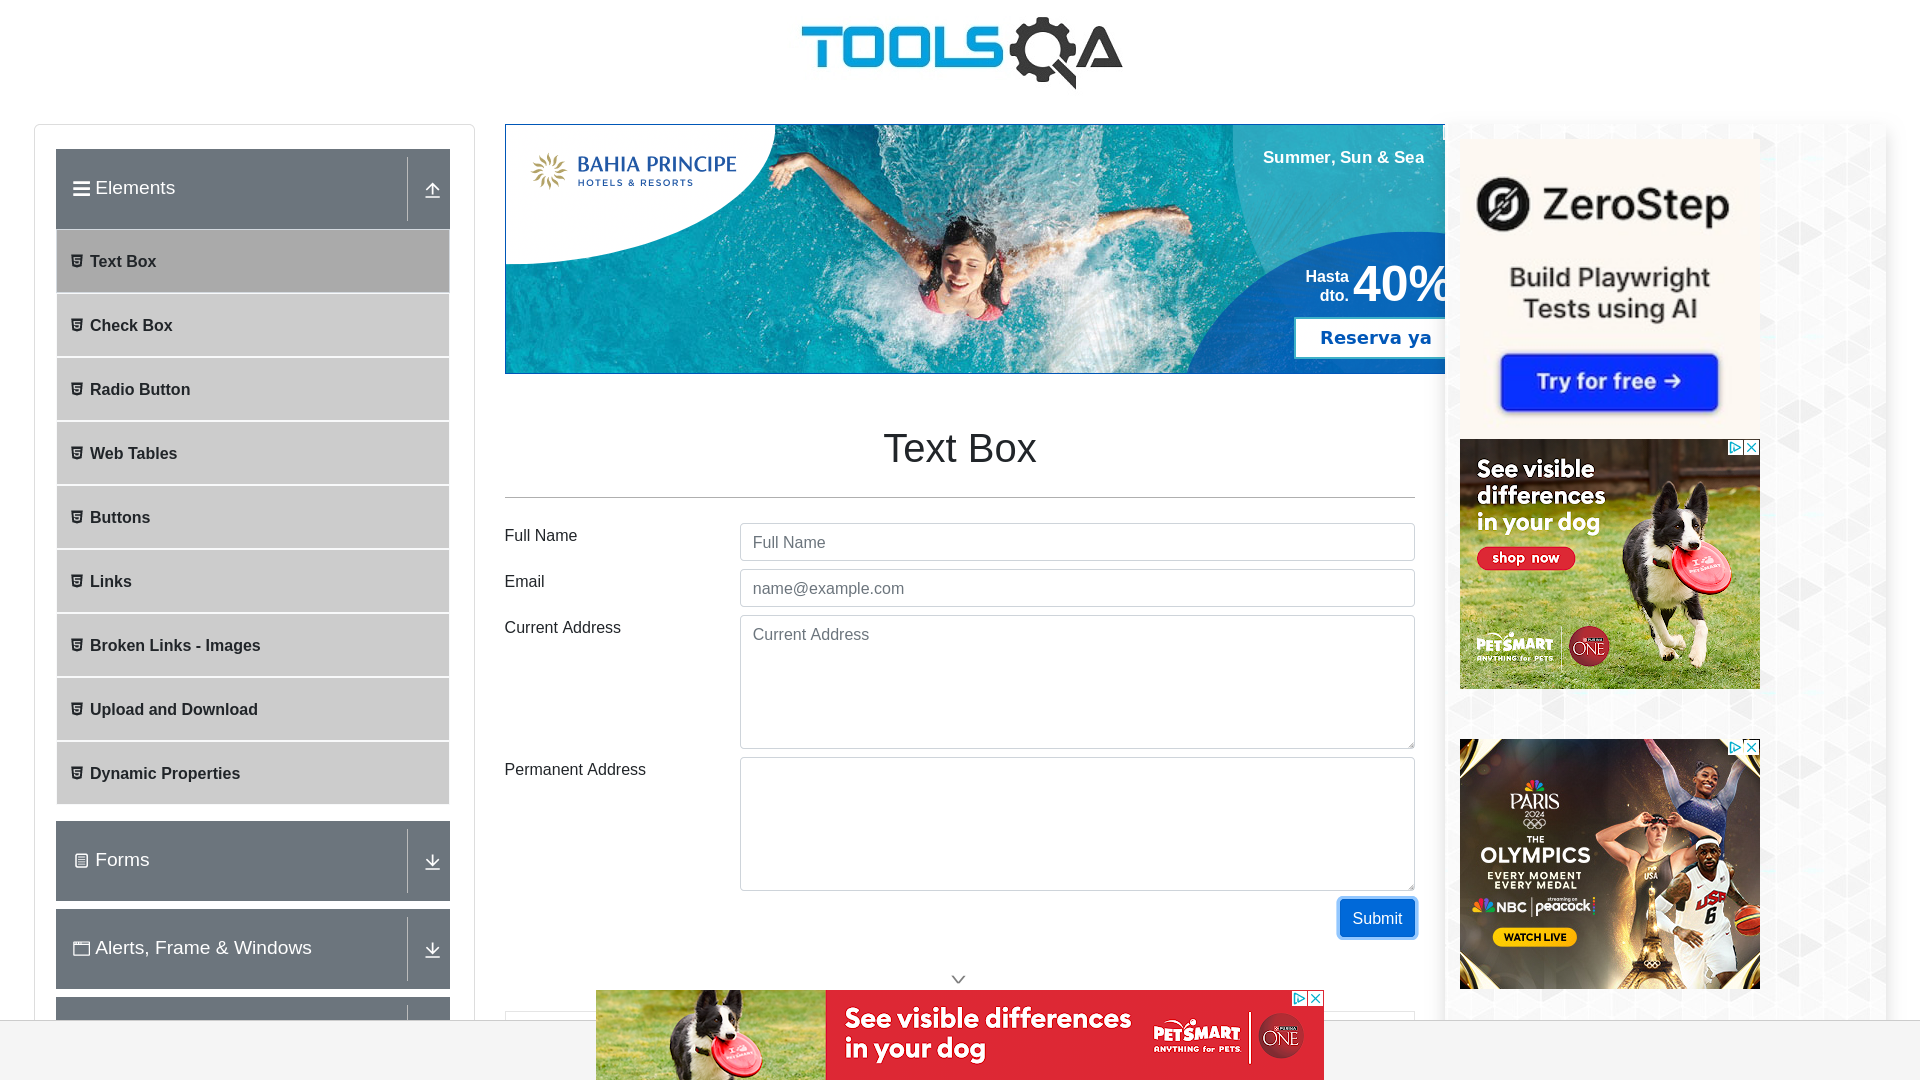 TOOLSQA
Elements
Text Box
Check Box
Radio Button
Web Tables
Buttons
Links
Broken Links - Images
Upload and Download
Dynamic Properties
Forms
Alerts, Frame & Windows
BAHIA PRINCIPE
HOTELS & RESORTS
Summer, Sun & Sea
Hasta
dto.
40%
Reserva ya
Text Box
Full Name
Full Name
Email
name@example.com
Current Address
Current Address
Permanent Address
Submit
ZeroStep
Build Playwright
Tests using AI
Try for free →
See visible
differences
in your dog
shop now
PETSMART
ANYTHING for PETS
PURINA
ONE
PARIS
2024
THE
OLYMPICS
EVERY MOMENT
EVERY MEDAL
NBC
streaming on
peacock
WATCH LIVE
USA
USA
6
See visible differences
in your dog
PETSMART
ANYTHING for PETS.
PURINA
ONE